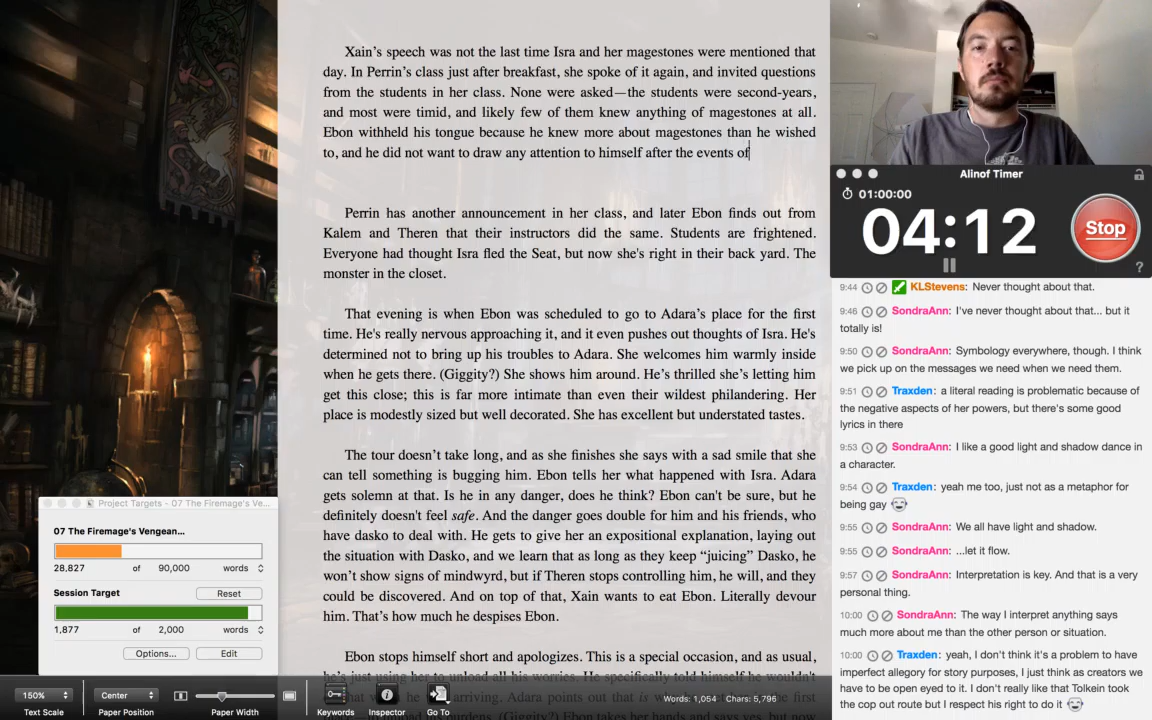 Xain’s speech was not the last time Isra and her magestones were mentioned that
day. In Perrin’s class just after breakfast, she spoke of it again, and invited questions
from the students in her class. None were asked—the students were second-years,
and most were timid, and likely few of them knew anything of magestones at all.
Ebon withheld his tongue because he knew more about magestones than he wished
to, and he did not want to draw any attention to himself after the events of
Perrin has another announcement in her class, and later Ebon finds out from
Kalem and Theren that their instructors did the same. Students are frightened.
Everyone had thought Isra fled the Seat, but now she's right in their back yard. The
monster in the closet.
That evening is when Ebon was scheduled to go to Adara’s place for the first
time. He's really nervous approaching it, and it even pushes out thoughts of Isra. He's
determined not to bring up his troubles to Adara. She welcomes him warmly inside
when he gets there. (Giggity?) She shows him around. He’s thrilled she’s letting him
get this close; this is far more intimate than even their wildest philandering. Her
place is modestly sized but well decorated. She has excellent but understated tastes.
The tour doesn’t take long, and as she finishes she says with a sad smile that she
can tell something is bugging him. Ebon tells her what happened with Isra. Adara
gets solemn at that. Is he in any danger, does he think? Ebon can't be sure, but he
definitely doesn't feel safe. And the danger goes double for him and his friends, who
have dasko to deal with. He gets to give her an expositional explanation, laying out
the situation with Dasko, and we learn that as long as they keep “juicing” Dasko, he
won’t show signs of mindwyrd, but if Theren stops controlling him, he will, and they
could be discovered. And on top of that, Xain wants to eat Ebon. Literally devour
him. That’s how much he despises Ebon.
Ebon stops himself short and apologizes. This is a special occasion, and as usual,
he's just using her to unload all his worries. He specifically told himself he wouldn't
arriving. Adara points out that is
(Giggity) Ebon takes her hands and says
Project Targets - 07 The Firemage's Ve...
07 The Firemage's Vengean...
28,827 of 90,000 words
Session Target
Reset
1,877 of 2,000 words
Options...
Edit
150%
Center
Text Scale
Paper Position
Paper Width
Keywords
Inspector
Go To
Words: 1,054
Chars: 5,796
Alinof Timer
01:00:00
04:12
Stop
?
9:44 KLStevens: Never thought about that.
9:46 SondraAnn: I've never thought about that... but it
totally is!
9:50 SondraAnn: Symbology everywhere, though. I think
we pick up on the messages we need when we need them.
9:51 Traxden: a literal reading is problematic because of
the negative aspects of her powers, but there's some good
lyrics in there
9:53 SondraAnn: I like a good light and shadow dance in
a character.
9:54 Traxden: yeah me too, just not as a metaphor for
being gay
9:55 SondraAnn: We all have light and shadow.
9:55 SondraAnn: ...let it flow.
9:57 SondraAnn: Interpretation is key. And that is a very
personal thing.
10:00 SondraAnn: The way I interpret anything says
much more about me than the other person or situation.
10:00 Traxden: yeah, I don't think it's a problem to have
imperfect allegory for story purposes, I just think as creators we
have to be open eyed to it. I don't really like that Tolkein took
the cop out route but I respect his right to do it